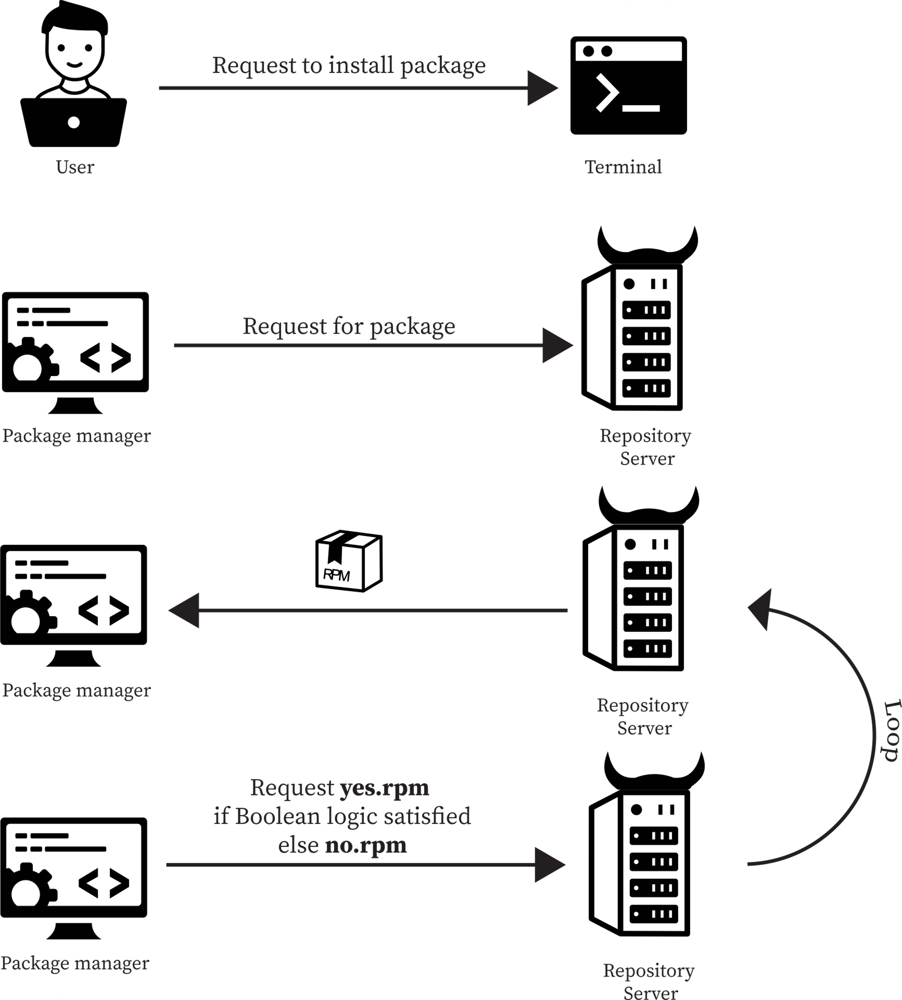 Request to install package
User
Terminal
Request for package
Package manager
Repository
Server
RPM
Package manager
Repository
Server
Loop
Request yes.rpm
if Boolean logic satisfied
else no.rpm
Package manager
Repository
Server